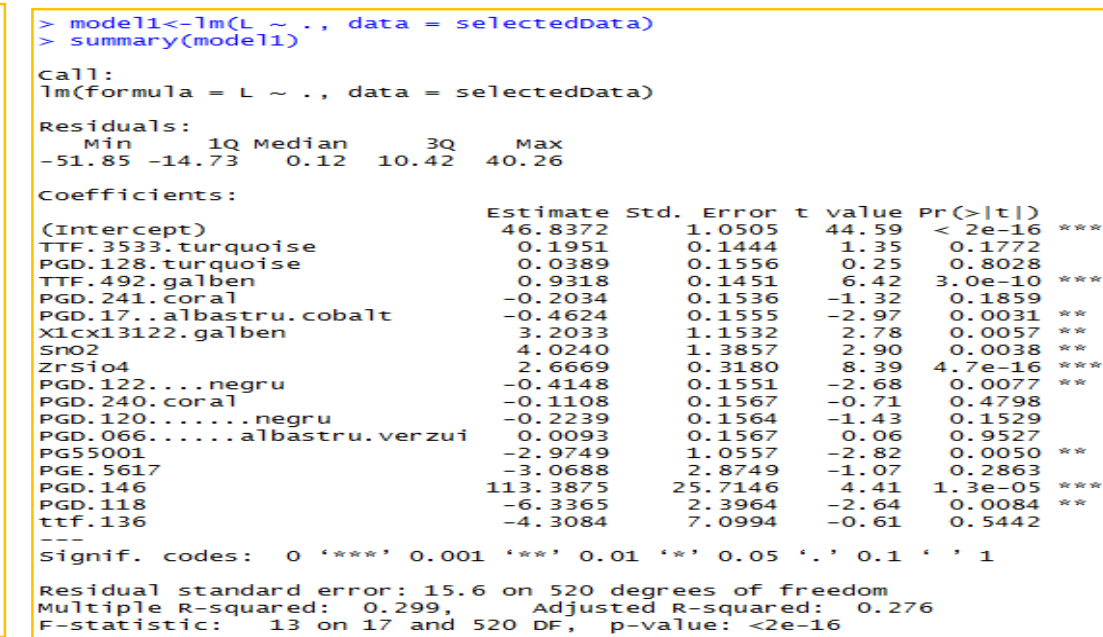 > model1<-lm(L ~ ., data = selectedData)
> summary(model1)
Call:
lm(formula = L ~ ., data = selectedData)
Residuals:
   Min     1Q Median     3Q    Max
-51.85 -14.73   0.12  10.42  40.26
Coefficients:
Estimate Std. Error t value Pr(>|t|)
(Intercept) 46.8372 1.0505 44.59 < 2e-16 ***
TTF.3533.turquoise 0.1951 0.1444 1.35 0.1772
PGD.128.turquoise 0.0389 0.1556 0.25 0.8028
TTF.492.galben 0.9318 0.1451 6.42 3.0e-10 ***
PGD.241.coral -0.2034 0.1536 -1.32 0.1859
PGD.17..albastru.cobalt -0.4624 0.1555 -2.97 0.0031 **
X1cx13122.galben 3.2033 1.1532 2.78 0.0057 **
SnO2 4.0240 1.3857 2.90 0.0038 **
ZrSiO4 2.6669 0.3180 8.39 4.7e-16 ***
PGD.122....negru -0.4148 0.1551 -2.68 0.0077 **
PGD.240.coral -0.1108 0.1567 -0.71 0.4798
PGD.120.......negru -0.2239 0.1564 -1.43 0.1529
PGD.066......albastru.verzui 0.0093 0.1567 0.06 0.9527
PG55001 -2.9749 1.0557 -2.82 0.0050 **
PGE.5617 -3.0688 2.8749 -1.07 0.2863
PGD.146 113.3875 25.7146 4.41 1.3e-05 ***
PGD.118 -6.3365 2.3964 -2.64 0.0084 **
ttf.136 -4.3084 7.0994 -0.61 0.5442
---
Signif. codes:  0 ‘***’ 0.001 ‘**’ 0.01 ‘*’ 0.05 ‘.’ 0.1 ‘ ’ 1
Residual standard error: 15.6 on 520 degrees of freedom
Multiple R-squared:  0.299,	Adjusted R-squared:  0.276
F-statistic:   13 on 17 and 520 DF,  p-value: <2e-16